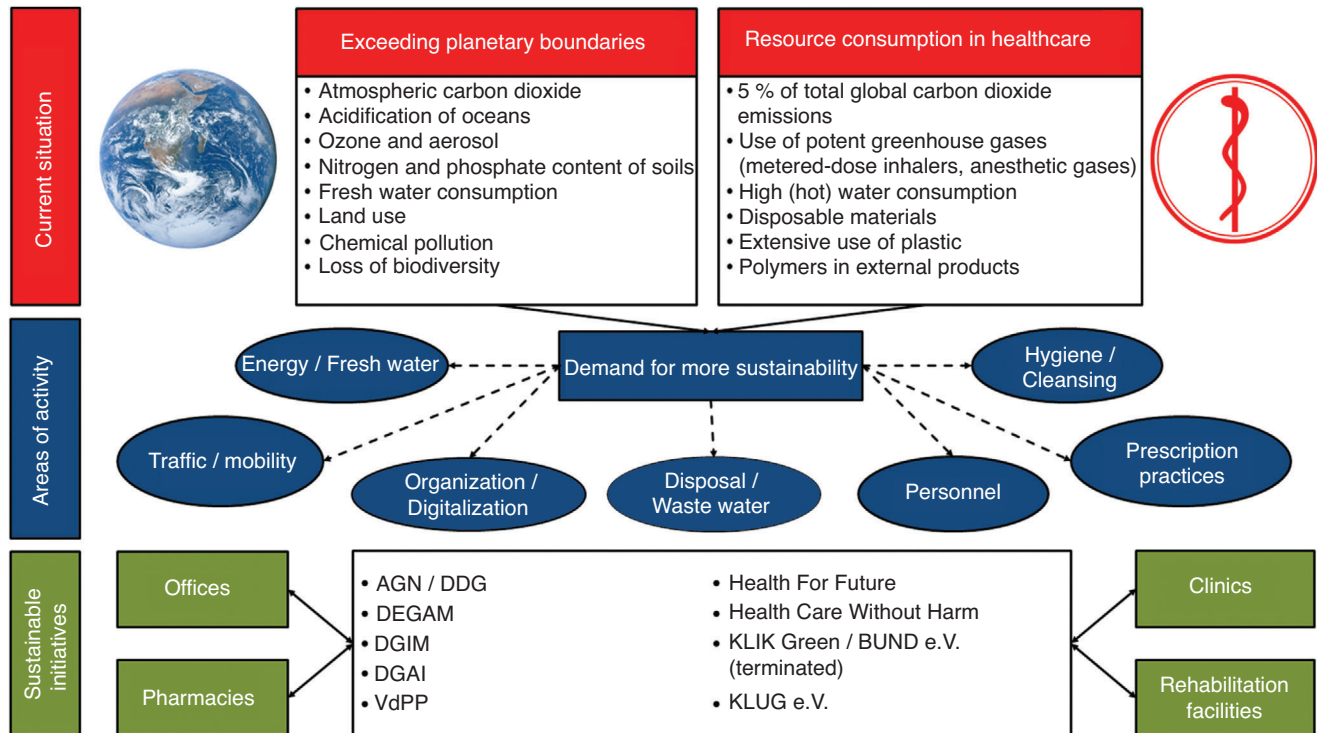 Current situation
Exceeding planetary boundaries
• Atmospheric carbon dioxide
• Acidification of oceans
• Ozone and aerosol
• Nitrogen and phosphate content of soils
• Fresh water consumption
• Land use
• Chemical pollution
• Loss of biodiversity
Resource consumption in healthcare
• 5 % of total global carbon dioxide
emissions
• Use of potent greenhouse gases
(metered-dose inhalers, anesthetic gases)
• High (hot) water consumption
• Disposable materials
• Extensive use of plastic
• Polymers in external products
Areas of activity
Demand for more sustainability
Energy / Fresh water
Hygiene /
Cleansing
Traffic / mobility
Organization /
Digitalization
Disposal /
Waste water
Personnel
Prescription
practices
Sustainable
initiatives
Offices
Pharmacies
• AGN / DDG
• DEGAM
• DGIM
• DGAI
• VdPP
• Health For Future
• Health Care Without Harm
• KLIK Green / BUND e.V.
(terminated)
• KLUG e.V.
Clinics
Rehabilitation
facilities